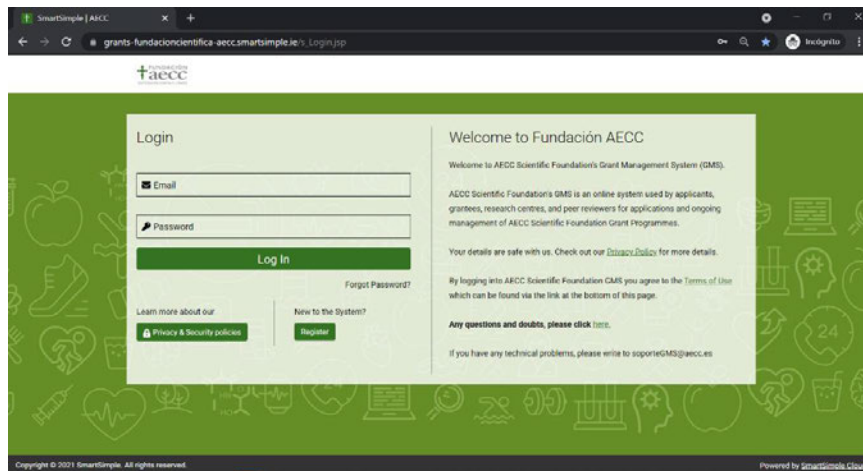 SmartSimple | AECC
grants-fundacioncientifica-aecc.smartsimple.ie/s_Login.jsp
Incógnito
FUNDACIÓN
aecc
Login
Email
Password
Log In
Forgot Password?
Learn more about our
Privacy & Security policies
New to the System?
Register
Welcome to Fundación AECC
Welcome to AECC Scientific Foundation's Grant Management System (GMS).
AECC Scientific Foundation's GMS is an online system used by applicants,
grantees, research centres, and peer reviewers for applications and ongoing
management of AECC Scientific Foundation Grant Programmes.
Your details are safe with us. Check out our Privacy Policy for more details.
By logging into AECC Scientific Foundation GMS you agree to the Terms of Use
which can be found via the link at the bottom of this page.
Any questions and doubts, please click here.
If you have any technical problems, please write to soporteGMS@aecc.es
24
24
Copyright © 2021 SmartSimple. All rights reserved.
Powered by SmartSimple Cloud